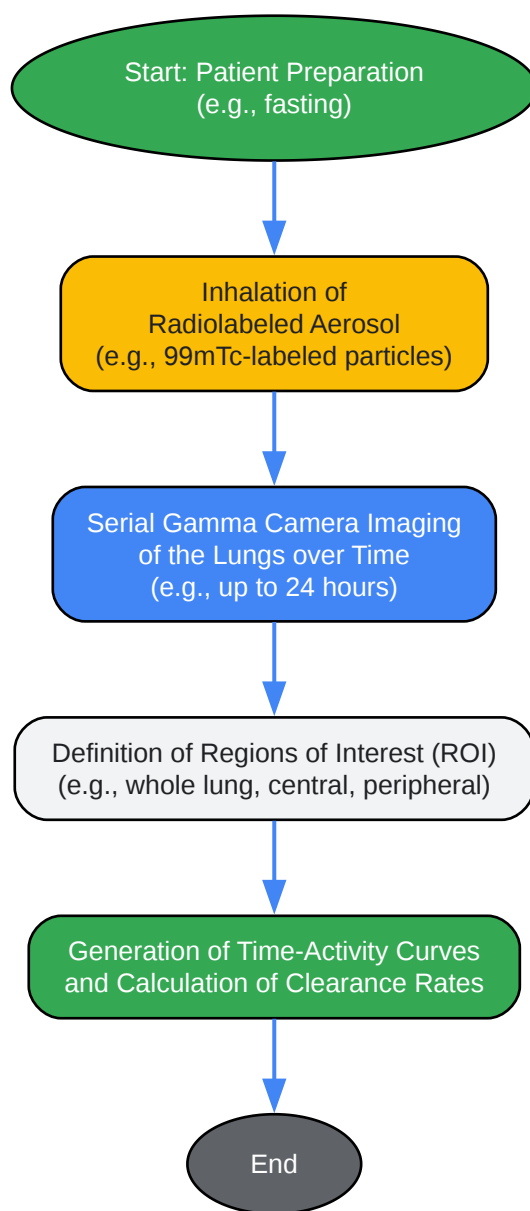 Start: Patient Preparation
(e.g., fasting)
Inhalation of
Radiolabeled Aerosol
(e.g., 99mTc-labeled particles)
Serial Gamma Camera Imaging
of the Lungs over Time
(e.g., up to 24 hours)
Definition of Regions of Interest (ROI)
(e.g., whole lung, central, peripheral)
Generation of Time-Activity Curves
and Calculation of Clearance Rates
End